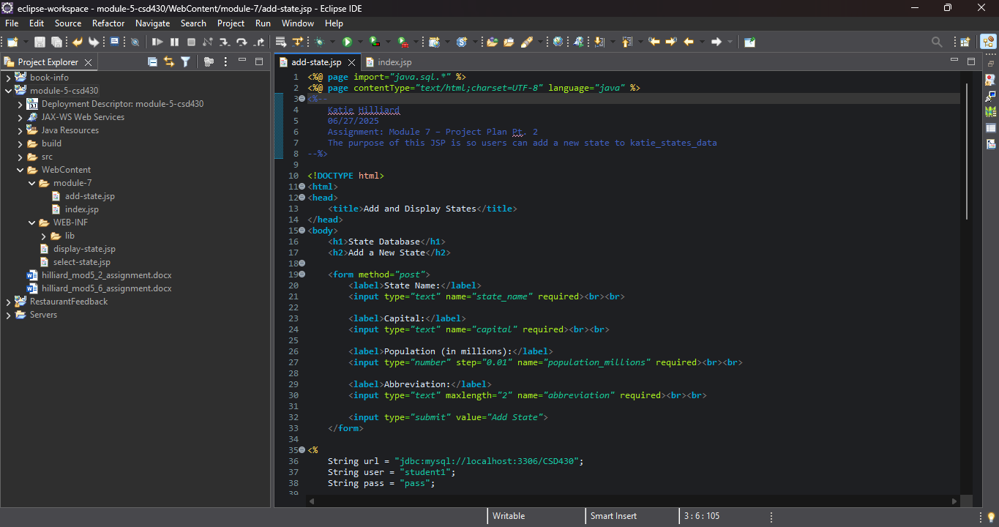 eclipse-workspace - module-5-csd430/WebContent/module-7/add-state.jsp - Eclipse IDE
File Edit Source Refactor Navigate Search Project Run Window Help
Project Explorer
book-info
module-5-csd430
Deployment Descriptor: module-5-csd430
JAX-WS Web Services
Java Resources
build
src
WebContent
module-7
add-state.jsp
index.jsp
WEB-INF
lib
display-state.jsp
select-state.jsp
hilliard_mod5_2_assignment.docx
hilliard_mod5_6_assignment.docx
RestaurantFeedback
Servers
add-state.jsp index.jsp
1 <%@ page import="java.sql.*" %>
2 <%@ page contentType="text/html;charset=UTF-8" language="java" %>
3 <%--
4 Katie Hilliard
5 06/27/2025
6 Assignment: Module 7 - Project Plan Pt. 2
7 The purpose of this JSP is so users can add a new state to katie_states_data
8 --%>
9
10 <!DOCTYPE html>
11 <html>
12 <head>
13 <title>Add and Display States</title>
14 </head>
15 <body>
16 <h1>State Database</h1>
17 <h2>Add a New State</h2>
18
19 <form method="post">
20 <label>State Name:</label>
21 <input type="text" name="state_name" required><br><br>
22
23 <label>Capital:</label>
24 <input type="text" name="capital" required><br><br>
25
26 <label>Population (in millions):</label>
27 <input type="number" step="0.01" name="population_millions" required><br><br>
28
29 <label>Abbreviation:</label>
30 <input type="text" maxlength="2" name="abbreviation" required><br><br>
31
32 <input type="submit" value="Add State">
33 </form>
34
35 <%
36 String url = "jdbc:mysql://localhost:3306/CSD430";
37 String user = "student1";
38 String pass = "pass";
39
Writable Smart Insert 3 : 6 : 105